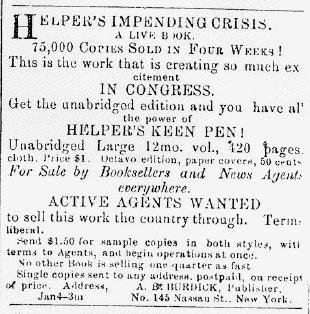 HELPER'S IMPENDING CRISIS.
A LIVE BOOK.
75,000 COPIES SOLD IN FOUR WEEKS!
This is the work that is creating so much ex
citement
IN CONGRESS.
Get the unabridged edition and you have al'
the power of
HELPER'S KEEN PEN!
Unabridged Large 12mo. vol., 420 pages.
cloth. Price $1. Octavo edition, paper covers, 50 cents
For Sale by Booksellers and News Agents
everywhere.
ACTIVE AGENTS WANTED
to sell this work the country through. Terms
liberal.
Send $1.50 for sample copies in both styles, with
terms to Agents, and begin operations at once.
No other Book is selling one quarter as fast
Single copies sent to any address, postpaid, on receipt
of price. Address, A. B. BURDICK, Publisher,
Jan4-3m No. 145 Nassau St., New York.